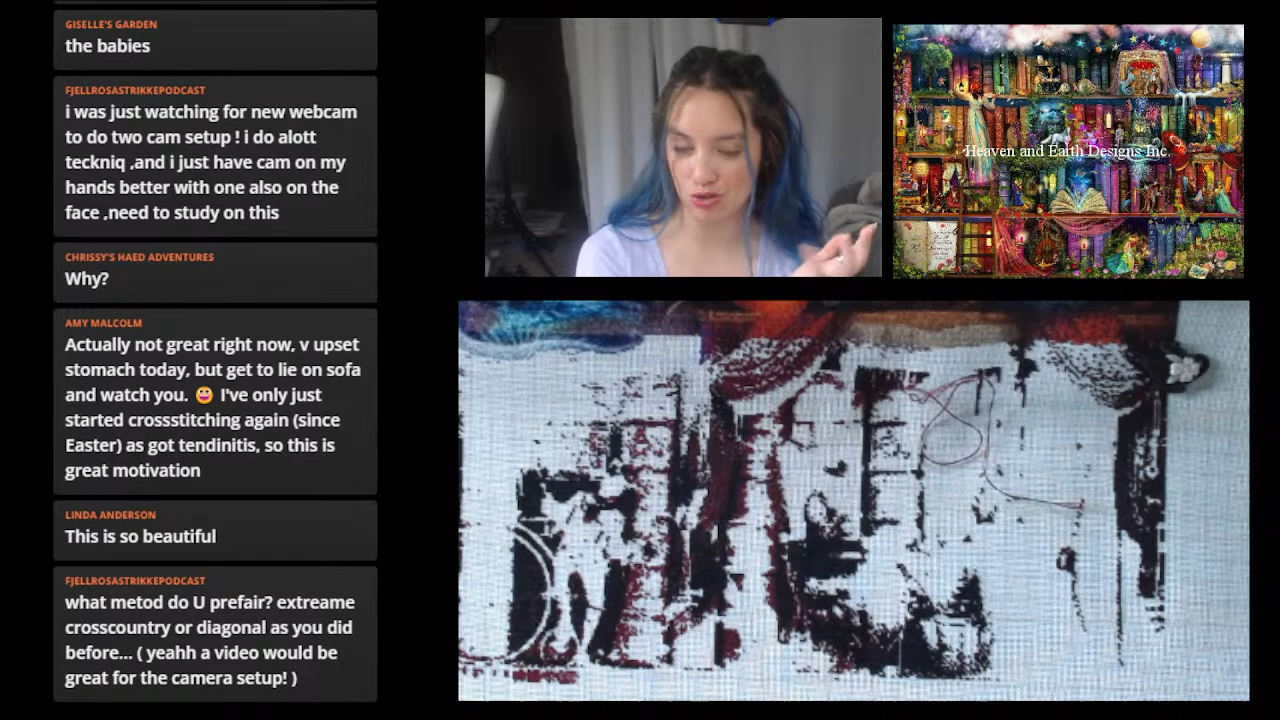 GISELLE'S GARDEN
the babies
FJELLROSASTRIKKEPODCAST
i was just watching for new webcam
to do two cam setup ! i do alott
teckniq ,and i just have cam on my
hands better with one also on the
face ,need to study on this
CHRISSY'S HAED ADVENTURES
Why?
AMY MALCOLM
Actually not great right now, v upset
stomach today, but get to lie on sofa
and watch you. 😀 I've only just
started crossstitching again (since
Easter) as got tendinitis, so this is
great motivation
LINDA ANDERSON
This is so beautiful
FJELLROSASTRIKKEPODCAST
what metod do U prefair? extreame
crosscountry or diagonal as you did
before... ( yeahh a video would be
great for the camera setup! )
Heaven and Earth Designs Inc.